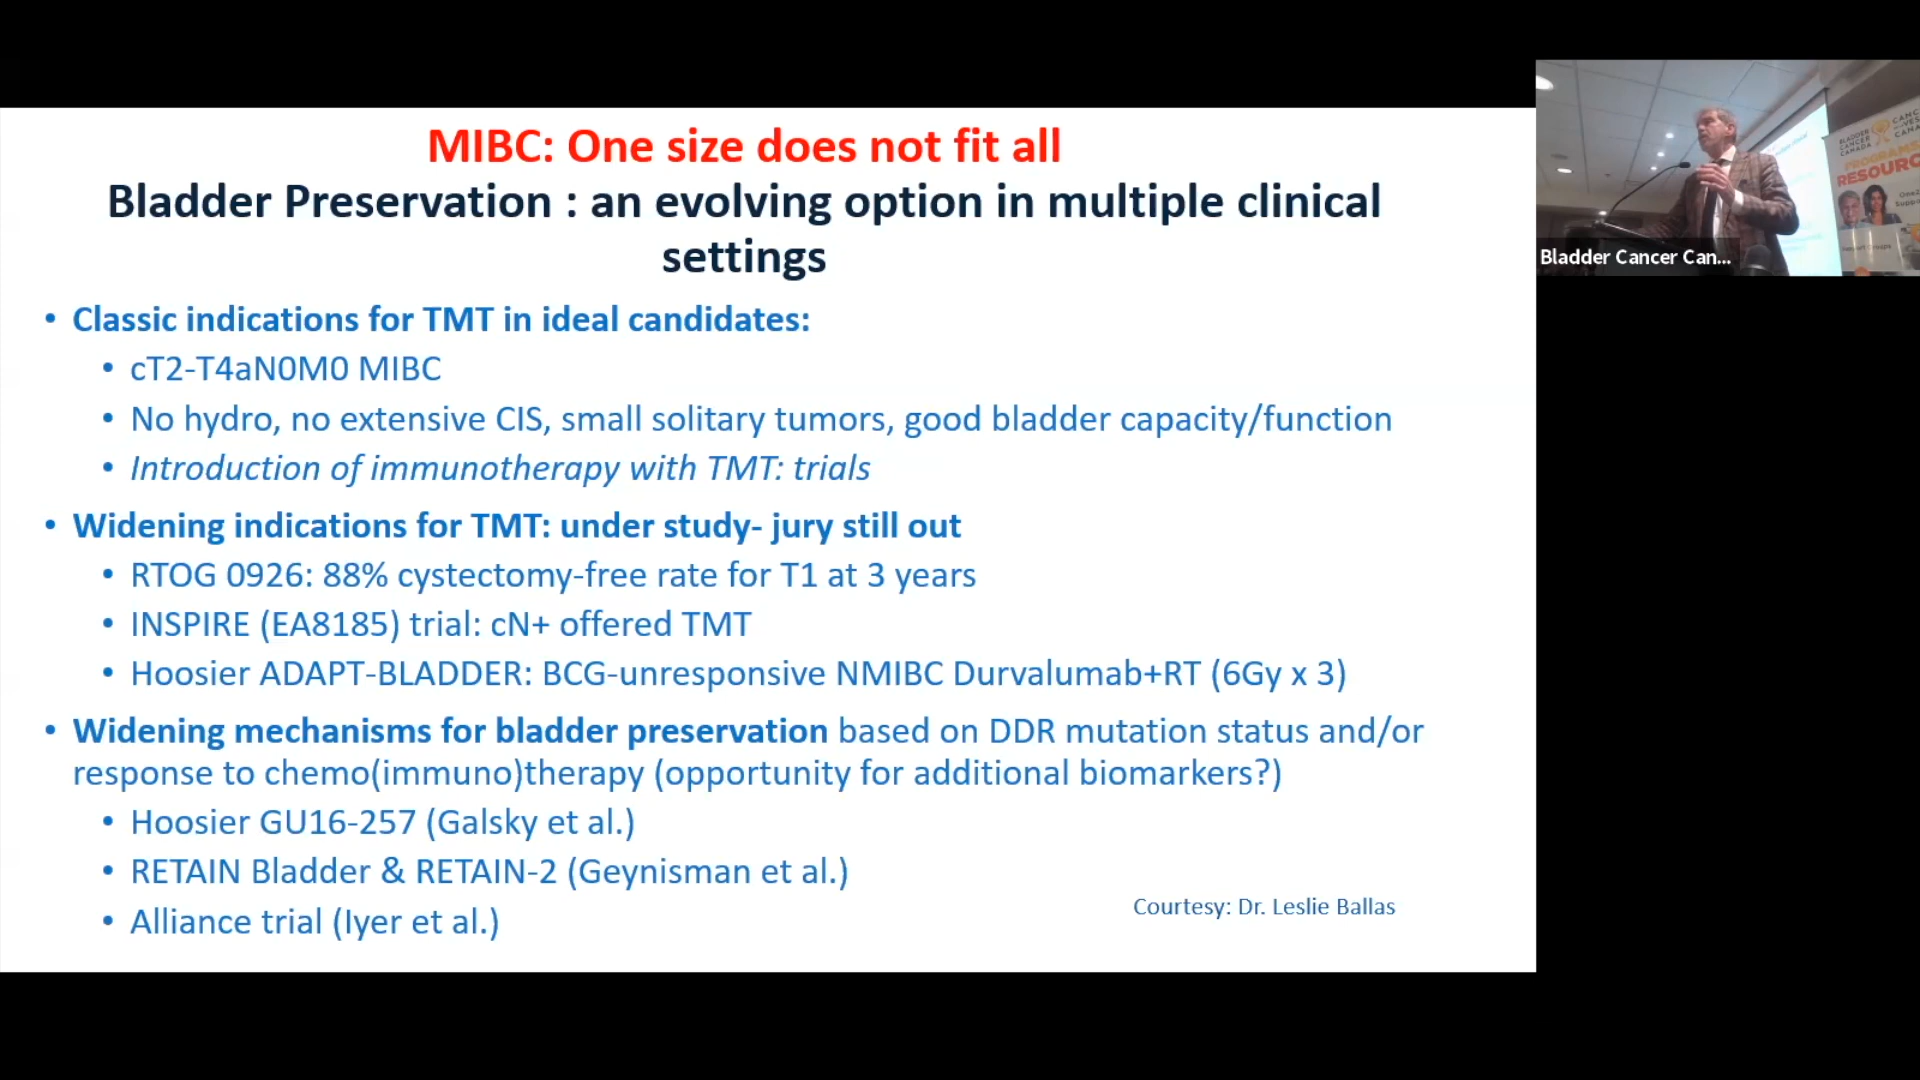 MIBC: One size does not fit all
Bladder Preservation : an evolving option in multiple clinical
settings
• Classic indications for TMT in ideal candidates:
• cT2-T4aN0M0 MIBC
• No hydro, no extensive CIS, small solitary tumors, good bladder capacity/function
• Introduction of immunotherapy with TMT: trials
• Widening indications for TMT: under study- jury still out
• RTOG 0926: 88% cystectomy-free rate for T1 at 3 years
• INSPIRE (EA8185) trial: cN+ offered TMT
• Hoosier ADAPT-BLADDER: BCG-unresponsive NMIBC Durvalumab+RT (6Gy x 3)
• Widening mechanisms for bladder preservation based on DDR mutation status and/or
response to chemo(immuno)therapy (opportunity for additional biomarkers?)
• Hoosier GU16-257 (Galsky et al.)
• RETAIN Bladder & RETAIN-2 (Geynisman et al.)
• Alliance trial (Iyer et al.)
Courtesy: Dr. Leslie Ballas
BLADDER
CANCER
CANADA
RESOURC
Bladder Cancer Can...